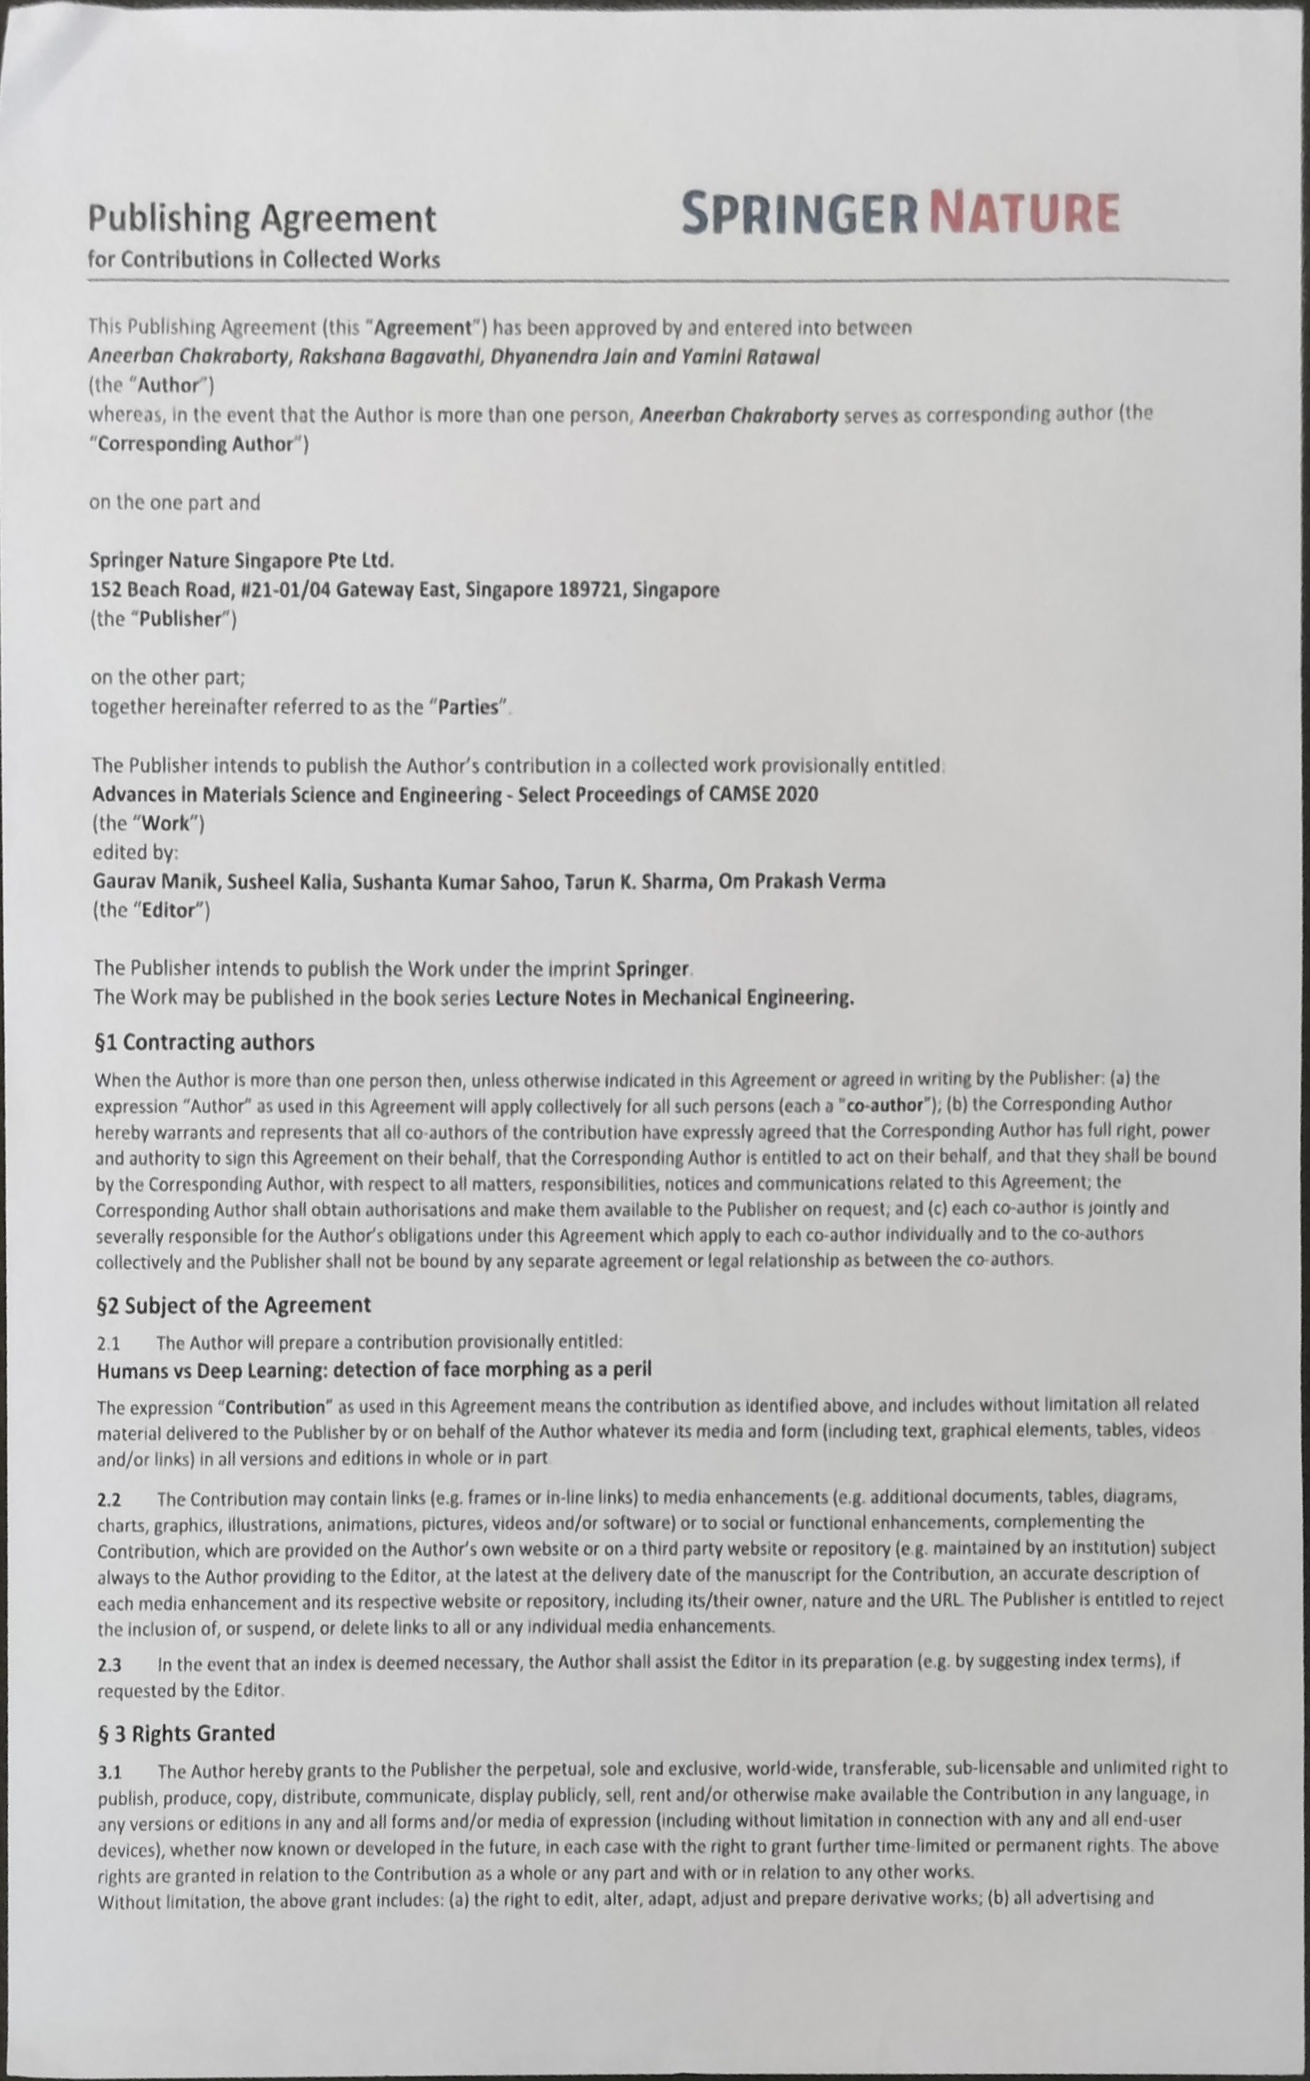 Publishing Agreement
SPRINGER NATURE
for Contributions in Collected Works
This Publishing Agreement (this “Agreement”) has been approved by and entered into between
Aneerban Chakraborty, Rakshana Bagavathi, Dhyanendra Jain and Yamini Ratawal
(the “Author”)
whereas, in the event that the Author is more than one person, Aneerban Chakraborty serves as corresponding author (the
“Corresponding Author”)
on the one part and
Springer Nature Singapore Pte Ltd.
152 Beach Road, #21-01/04 Gateway East, Singapore 189721, Singapore
(the “Publisher”)
on the other part;
together hereinafter referred to as the “Parties”.
The Publisher intends to publish the Author’s contribution in a collected work provisionally entitled:
Advances in Materials Science and Engineering - Select Proceedings of CAMSE 2020
(the “Work”)
edited by:
Gaurav Manik, Susheel Kalia, Sushanta Kumar Sahoo, Tarun K. Sharma, Om Prakash Verma
(the “Editor”)
The Publisher intends to publish the Work under the imprint Springer.
The Work may be published in the book series Lecture Notes in Mechanical Engineering.
§1 Contracting authors
When the Author is more than one person then, unless otherwise indicated in this Agreement or agreed in writing by the Publisher: (a) the
expression “Author” as used in this Agreement will apply collectively for all such persons (each a "co-author"); (b) the Corresponding Author
hereby warrants and represents that all co-authors of the contribution have expressly agreed that the Corresponding Author has full right, power
and authority to sign this Agreement on their behalf, that the Corresponding Author is entitled to act on their behalf, and that they shall be bound
by the Corresponding Author, with respect to all matters, responsibilities, notices and communications related to this Agreement; the
Corresponding Author shall obtain authorisations and make them available to the Publisher on request; and (c) each co-author is jointly and
severally responsible for the Author’s obligations under this Agreement which apply to each co-author individually and to the co-authors
collectively and the Publisher shall not be bound by any separate agreement or legal relationship as between the co-authors.
§2 Subject of the Agreement
2.1 The Author will prepare a contribution provisionally entitled:
Humans vs Deep Learning: detection of face morphing as a peril
The expression “Contribution” as used in this Agreement means the contribution as identified above, and includes without limitation all related
material delivered to the Publisher by or on behalf of the Author whatever its media and form (including text, graphical elements, tables, videos
and/or links) in all versions and editions in whole or in part.
2.2 The Contribution may contain links (e.g. frames or in-line links) to media enhancements (e.g. additional documents, tables, diagrams,
charts, graphics, illustrations, animations, pictures, videos and/or software) or to social or functional enhancements, complementing the
Contribution, which are provided on the Author’s own website or on a third party website or repository (e.g. maintained by an institution) subject
always to the Author providing to the Editor, at the latest at the delivery date of the manuscript for the Contribution, an accurate description of
each media enhancement and its respective website or repository, including its/their owner, nature and the URL. The Publisher is entitled to reject
the inclusion of, or suspend, or delete links to all or any individual media enhancements.
2.3 In the event that an index is deemed necessary, the Author shall assist the Editor in its preparation (e.g. by suggesting index terms), if
requested by the Editor.
§ 3 Rights Granted
3.1 The Author hereby grants to the Publisher the perpetual, sole and exclusive, world-wide, transferable, sub-licensable and unlimited right to
publish, produce, copy, distribute, communicate, display publicly, sell, rent and/or otherwise make available the Contribution in any language, in
any versions or editions in any and all forms and/or media of expression (including without limitation in connection with any and all end-user
devices), whether now known or developed in the future, in each case with the right to grant further time-limited or permanent rights. The above
rights are granted in relation to the Contribution as a whole or any part and with or in relation to any other works.
Without limitation, the above grant includes: (a) the right to edit, alter, adapt, adjust and prepare derivative works; (b) all advertising and